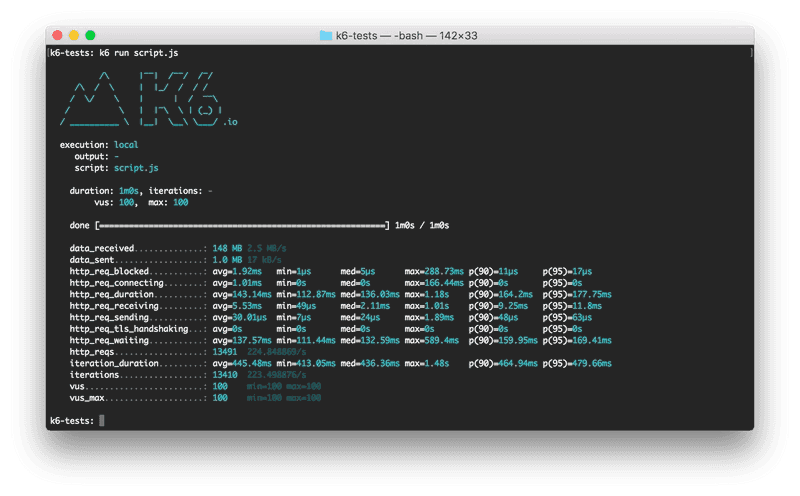 k6-tests — -bash — 142×33
k6-tests: k6 run script.js
K6
.io
execution: local
output: -
script: script.js
duration: 1m0s, iterations: -
vus: 100, max: 100
done [==========================================================] 1m0s / 1m0s
data_received..............: 148 MB 2.5 MB/s
data_sent..................: 1.0 MB 17 kB/s
http_req_blocked...........: avg=1.92ms min=1µs med=5µs max=288.73ms p(90)=11µs p(95)=17µs
http_req_connecting........: avg=1.01ms min=0s med=0s max=166.44ms p(90)=0s p(95)=0s
http_req_duration..........: avg=143.14ms min=112.87ms med=136.03ms max=1.18s p(90)=164.2ms p(95)=177.75ms
http_req_receiving.........: avg=5.53ms min=49µs med=2.11ms max=1.01s p(90)=9.25ms p(95)=11.8ms
http_req_sending...........: avg=30.01µs min=7µs med=24µs max=1.89ms p(90)=48µs p(95)=63µs
http_req_tls_handshaking...: avg=0s min=0s med=0s max=0s p(90)=0s p(95)=0s
http_req_waiting...........: avg=137.57ms min=111.44ms med=132.59ms max=589.4ms p(90)=159.95ms p(95)=169.41ms
http_reqs..................: 13491 224.848869/s
iteration_duration.........: avg=445.48ms min=413.05ms med=436.36ms max=1.48s p(90)=464.94ms p(95)=479.66ms
iterations.................: 13410 223.498876/s
vus........................: 100 min=100 max=100
vus_max....................: 100 min=100 max=100
k6-tests: